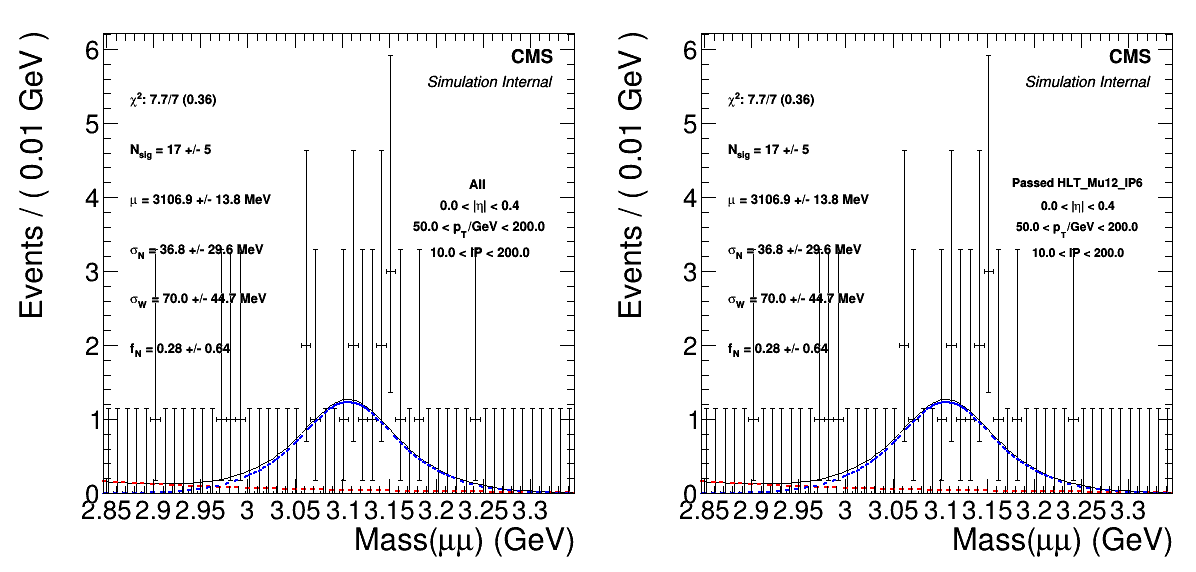 Events / ( 0.01 GeV )
6
5
4
3
2
1
0
CMS
Simulation Internal
χ²: 7.7/7 (0.36)
N_sig = 17 +/- 5
μ = 3106.9 +/- 13.8 MeV
σ_N = 36.8 +/- 29.6 MeV
σ_W = 70.0 +/- 44.7 MeV
f_N = 0.28 +/- 0.64
All
0.0 < |η| < 0.4
50.0 < p_T/GeV < 200.0
10.0 < IP < 200.0
2.85 2.9 2.95 3 3.05 3.1 3.15 3.2 3.25 3.3
Mass(μμ) (GeV)
Events / ( 0.01 GeV )
6
5
4
3
2
1
0
CMS
Simulation Internal
χ²: 7.7/7 (0.36)
N_sig = 17 +/- 5
μ = 3106.9 +/- 13.8 MeV
σ_N = 36.8 +/- 29.6 MeV
σ_W = 70.0 +/- 44.7 MeV
f_N = 0.28 +/- 0.64
Passed HLT_Mu12_IP6
0.0 < |η| < 0.4
50.0 < p_T/GeV < 200.0
10.0 < IP < 200.0
2.85 2.9 2.95 3 3.05 3.1 3.15 3.2 3.25 3.3
Mass(μμ) (GeV)